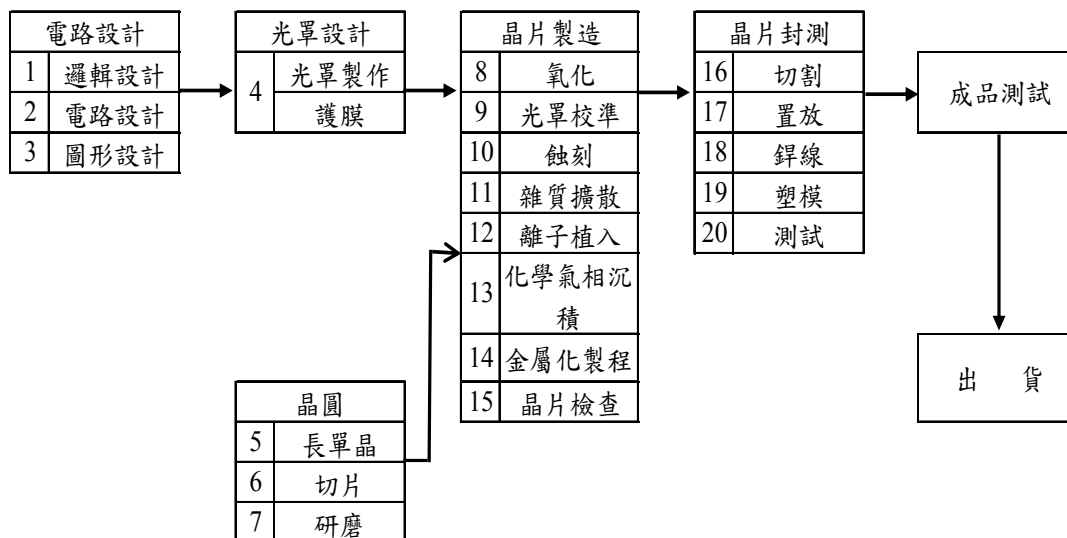 電路設計
1 邏輯設計
2 電路設計
3 圖形設計
光罩設計
4 光罩製作
護膜
晶片製造
8 氧化
9 光罩校準
10 蝕刻
11 雜質擴散
12 離子植入
13 化學氣相沉
積
14 金屬化製程
15 晶片檢查
晶片封測
16 切割
17 置放
18 銲線
19 塑模
20 測試
成品測試
出 貨
晶圓
5 長單晶
6 切片
7 研磨